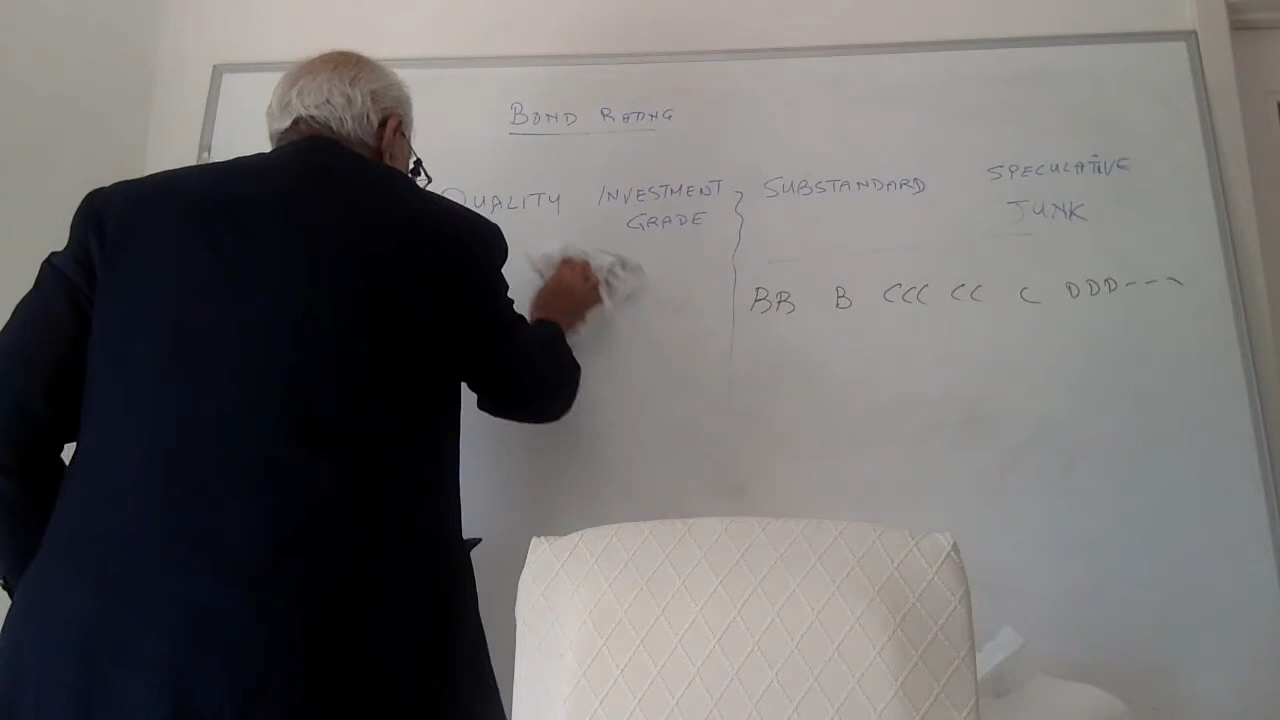 BOND RATING
QUALITY INVESTMENT GRADE SUBSTANDARD SPECULATIVE JUNK
BB B CCC CC C DDD---